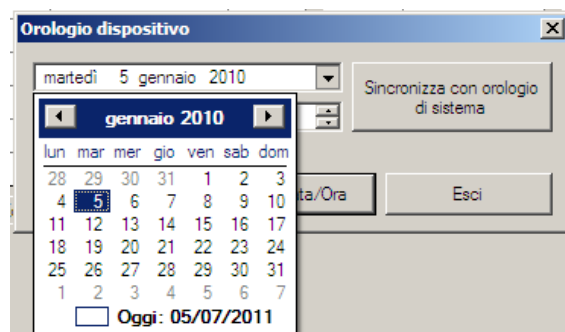 Orologio dispositivo
martedì 5 gennaio 2010
Sincronizza con orologio
di sistema
gennaio 2010
lun mar mer gio ven sab dom
28 29 30 31 1 2 3
4 5 6 7 8 9 10
11 12 13 14 15 16 17
18 19 20 21 22 23 24
25 26 27 28 29 30 31
1 2 3 4 5 6 7
Oggi: 05/07/2011
ta/Ora
Esci